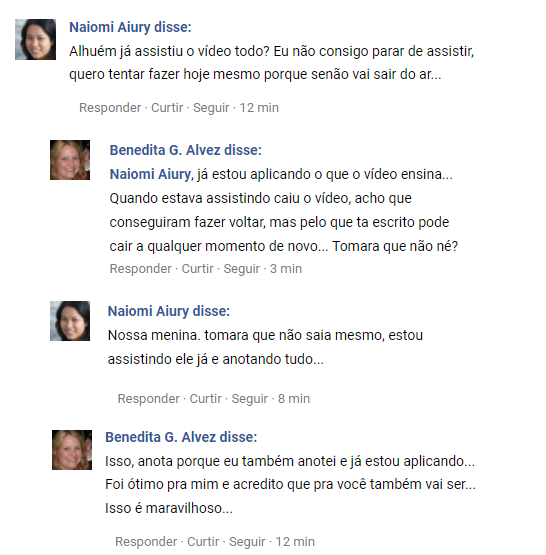 Naiomi Aiury disse:
Alhuém já assistiu o vídeo todo? Eu não consigo parar de assistir,
quero tentar fazer hoje mesmo porque senão vai sair do ar...
Responder · Curtir · Seguir · 12 min
Benedita G. Alvez disse:
Naiomi Aiury, já estou aplicando o que o vídeo ensina...
Quando estava assistindo caiu o vídeo, acho que
conseguiram fazer voltar, mas pelo que ta escrito pode
cair a qualquer momento de novo... Tomara que não né?
Responder · Curtir · Seguir · 3 min
Naiomi Aiury disse:
Nossa menina. tomara que não saia mesmo, estou
assistindo ele já e anotando tudo...
Responder · Curtir · Seguir · 8 min
Benedita G. Alvez disse:
Isso, anota porque eu também anotei e já estou aplicando...
Foi ótimo pra mim e acredito que pra você também vai ser...
Isso é maravilhoso...
Responder · Curtir · Seguir · 12 min